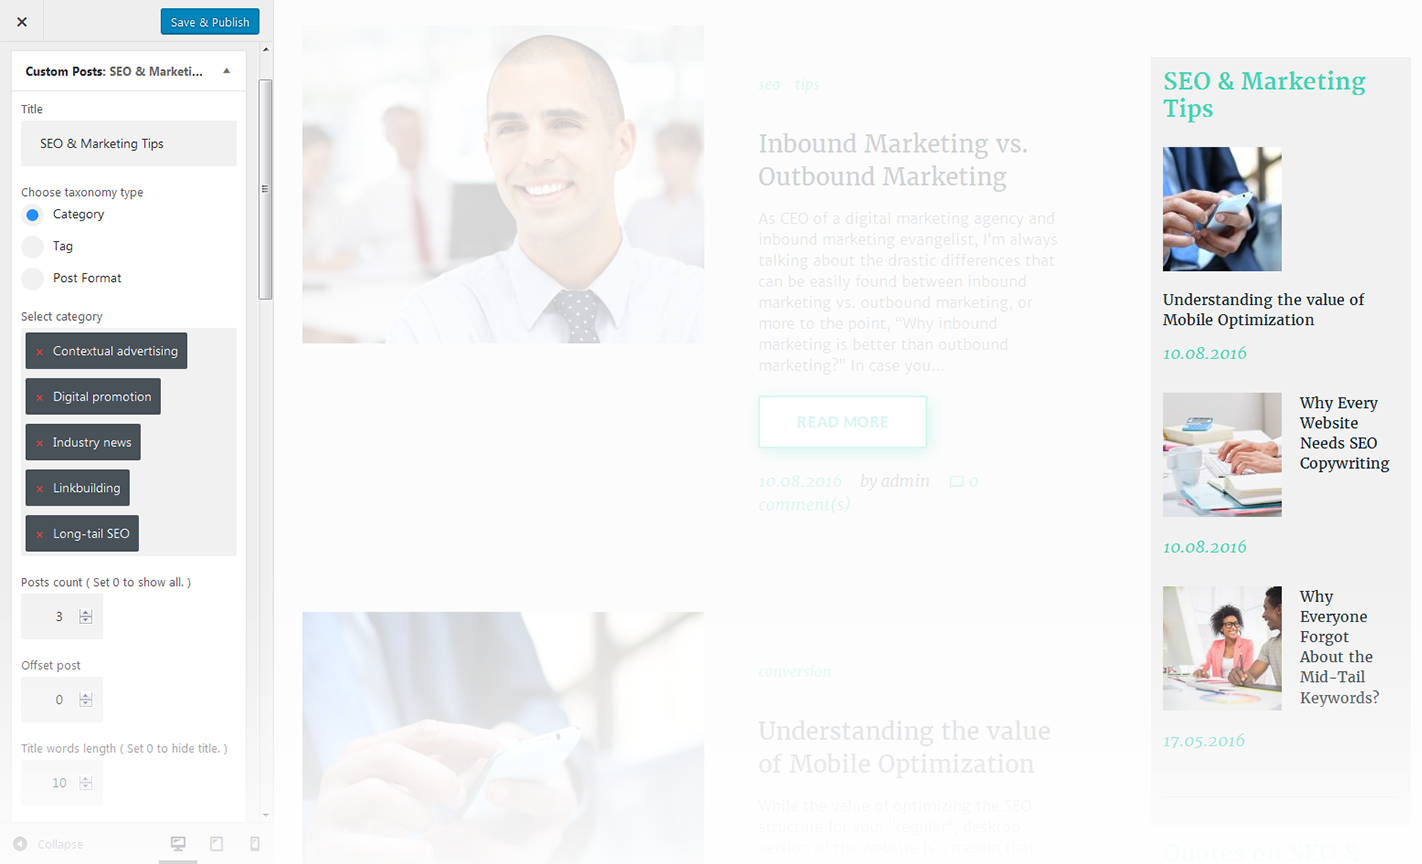 Save & Publish
Custom Posts: SEO & Marketi...
Title
SEO & Marketing Tips
Choose taxonomy type
Category
Tag
Post Format
Select category
× Contextual advertising
× Digital promotion
× Industry news
× Linkbuilding
× Long-tail SEO
Posts count ( Set 0 to show all. )
3
Offset post
0
Title words length ( Set 0 to hide title. )
10
Collapse
seo tips
Inbound Marketing vs.
Outbound Marketing
As CEO of a digital marketing agency and
inbound marketing evangelist, I'm always
talking about the drastic differences that
can be easily found between inbound
marketing vs. outbound marketing, or
more to the point, “Why inbound
marketing is better than outbound
marketing?” In case you...
READ MORE
10.08.2016 by admin 0
comment(s)
conversion
Understanding the value
of Mobile Optimization
While the value of optimizing the SEO
structure for your “regular”, desktop
version of the website is a margin that
SEO & Marketing
Tips
Understanding the value of
Mobile Optimization
10.08.2016
Why Every
Website
Needs SEO
Copywriting
10.08.2016
Why
Everyone
Forgot
About the
Mid-Tail
Keywords?
17.05.2016
Quotes on SEO &